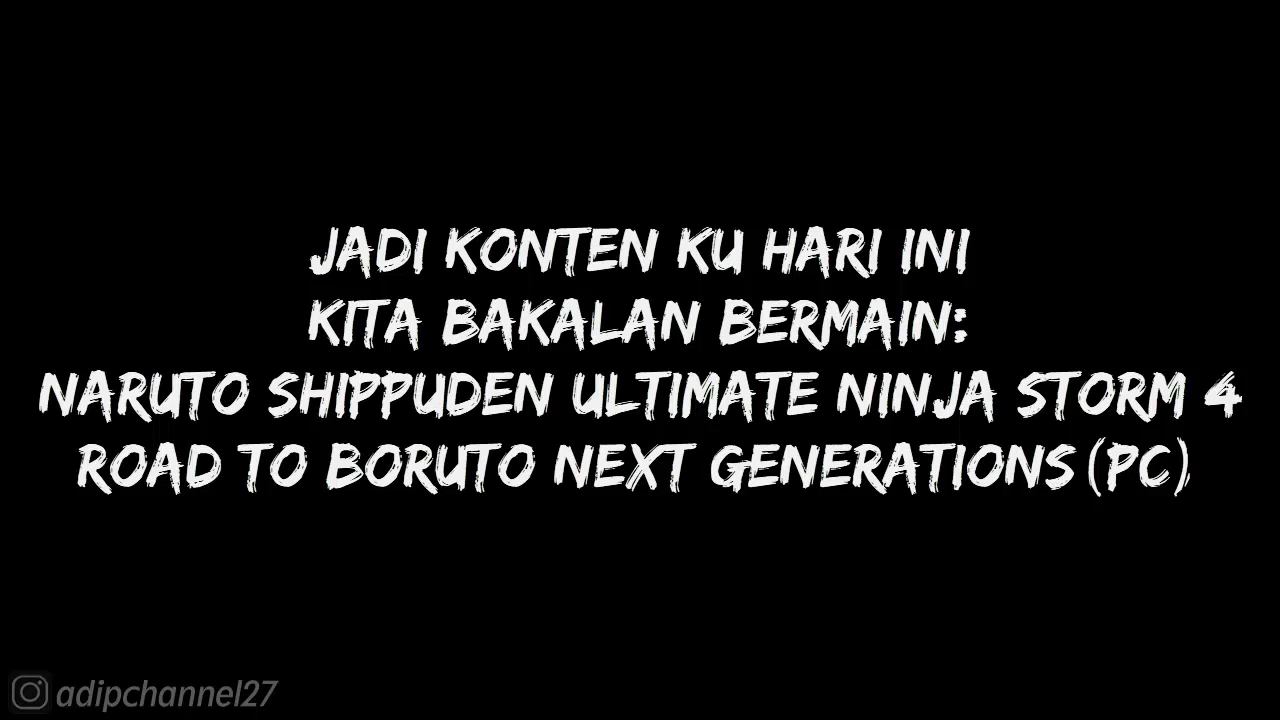 JADI KONTEN KU HARI INI
KITA BAKALAN BERMAIN:
NARUTO SHIPPUDEN ULTIMATE NINJA STORM 4
ROAD TO BORUTO NEXT GENERATIONS (PC)
adipchannel27